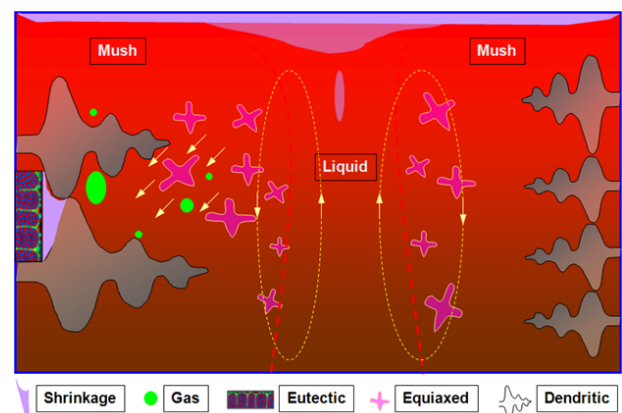 Mush
Mush
Liquid
Shrinkage
Gas
Eutectic
Equiaxed
Dendritic